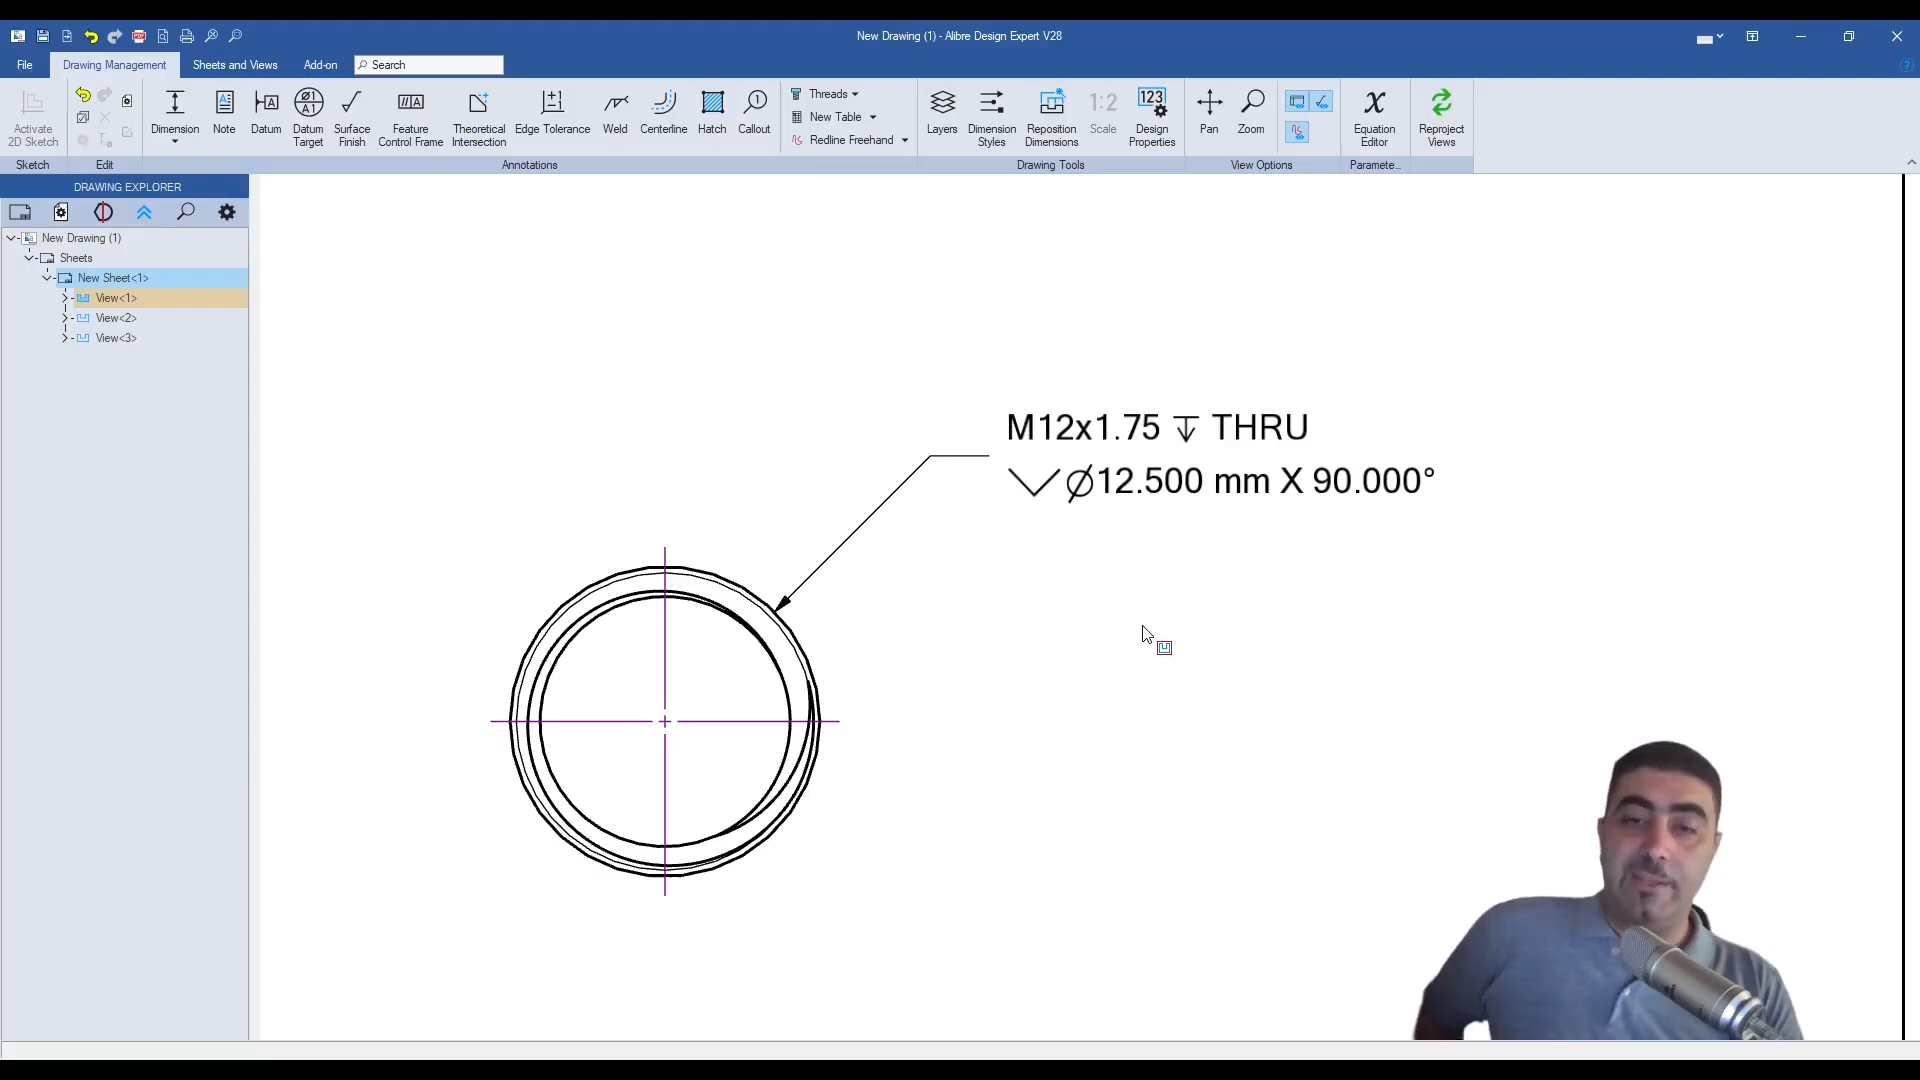 New Drawing (1) - Alibre Design Expert V28
File
Drawing Management
Sheets and Views
Add-on
Search
Activate 2D Sketch
Dimension
Note
Datum
Datum Target
Surface Finish
Feature Control Frame
Theoretical Intersection
Edge Tolerance
Weld
Centerline
Hatch
Callout
Threads
New Table
Redline Freehand
Layers
Dimension Styles
Reposition Dimensions
1:2
Scale
123
Design Properties
Pan
Zoom
Equation Editor
Reproject Views
Sketch
Edit
Annotations
Drawing Tools
View Options
Paramete...
DRAWING EXPLORER
New Drawing (1)
Sheets
New Sheet<1>
View<1>
View<2>
View<3>
M12x1.75 ↧ THRU
⌵⌀12.500 mm X 90.000°